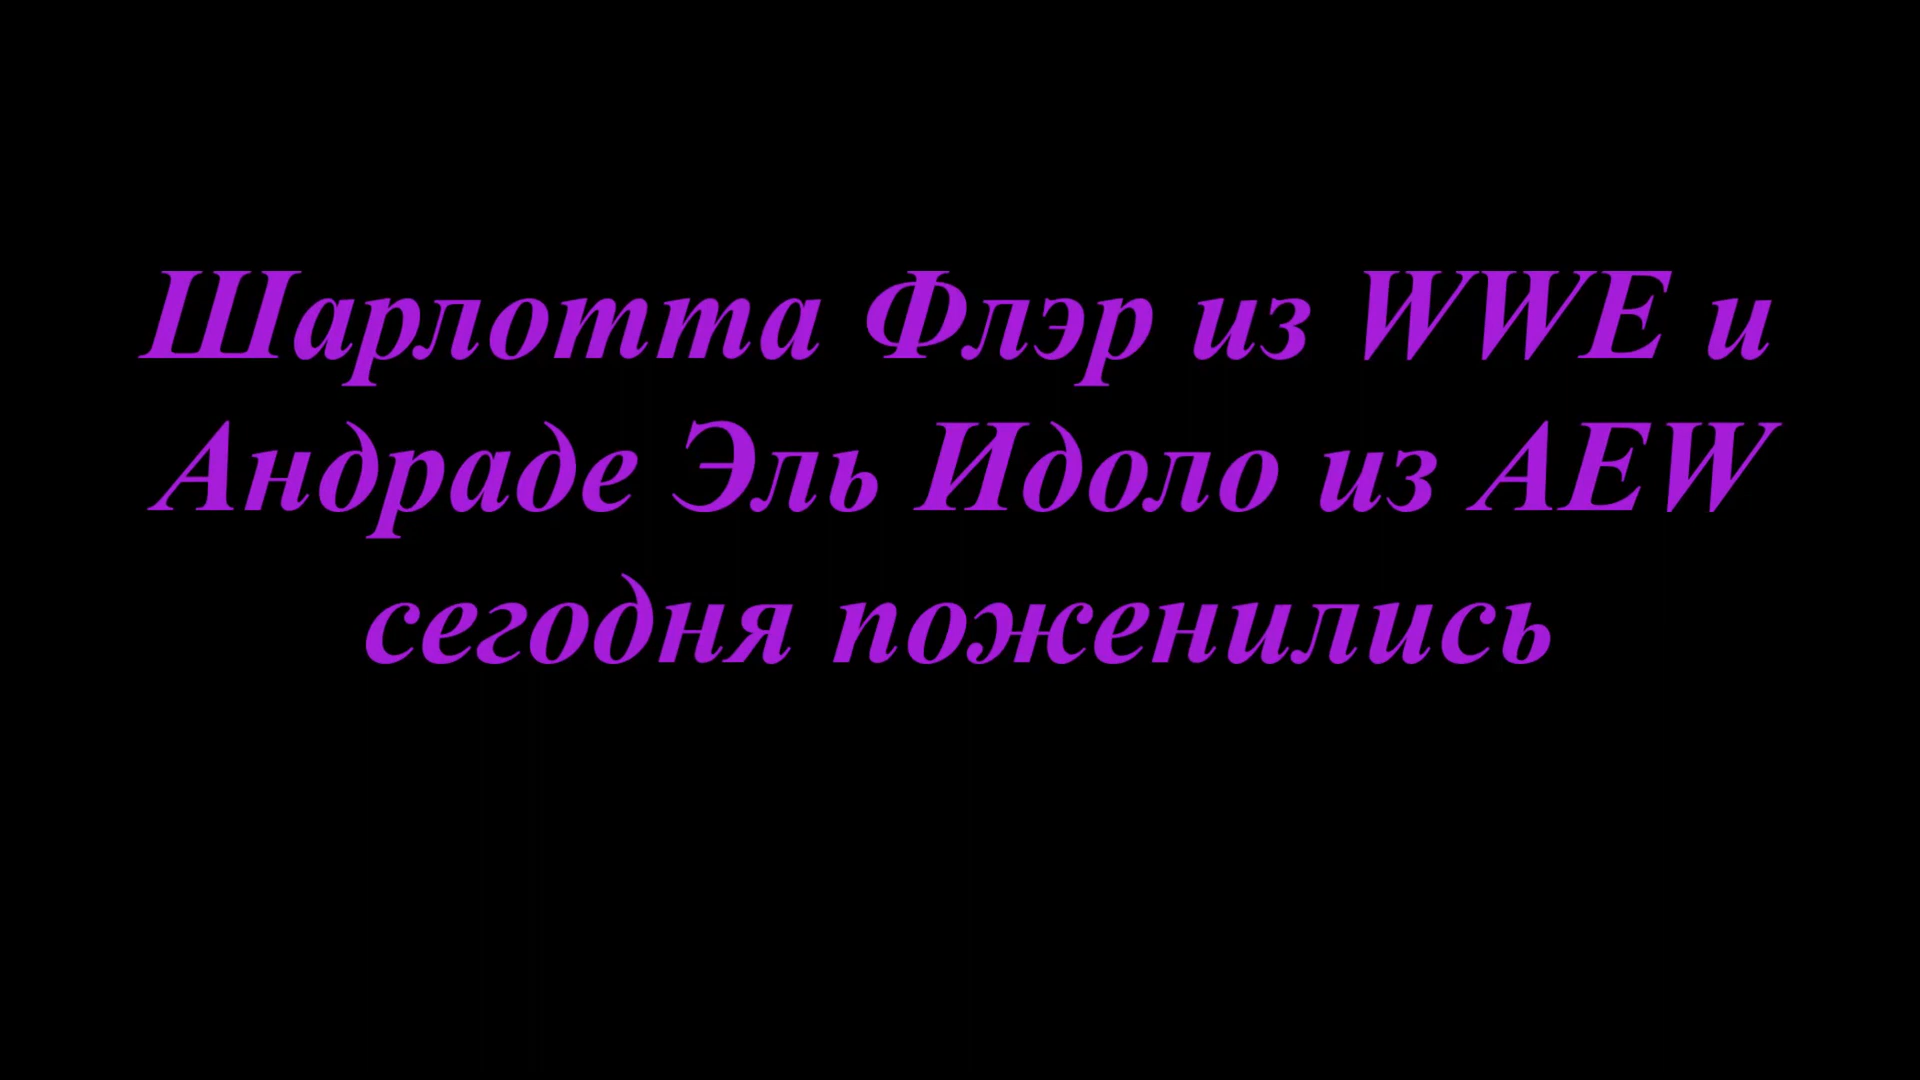 Шарлотта Флэр из WWE и
Андраде Эль Идоло из AEW
сегодня поженились